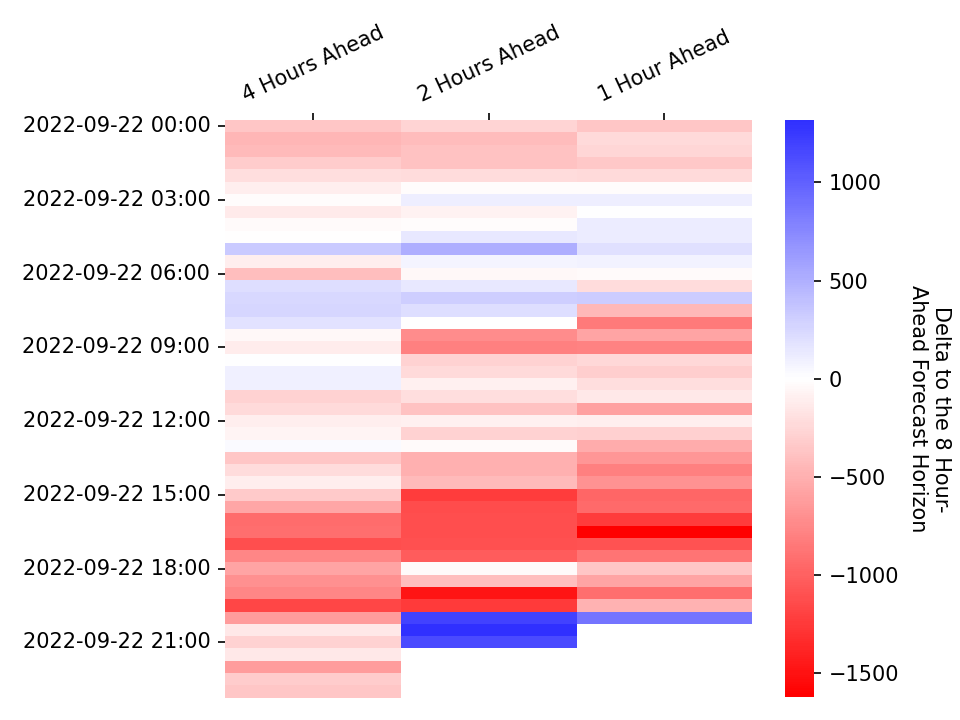 4 Hours Ahead
2 Hours Ahead
1 Hour Ahead
2022-09-22 00:00
2022-09-22 03:00
2022-09-22 06:00
2022-09-22 09:00
2022-09-22 12:00
2022-09-22 15:00
2022-09-22 18:00
2022-09-22 21:00
1000
500
0
−500
−1000
−1500
Delta to the 8 Hour-
Ahead Forecast Horizon